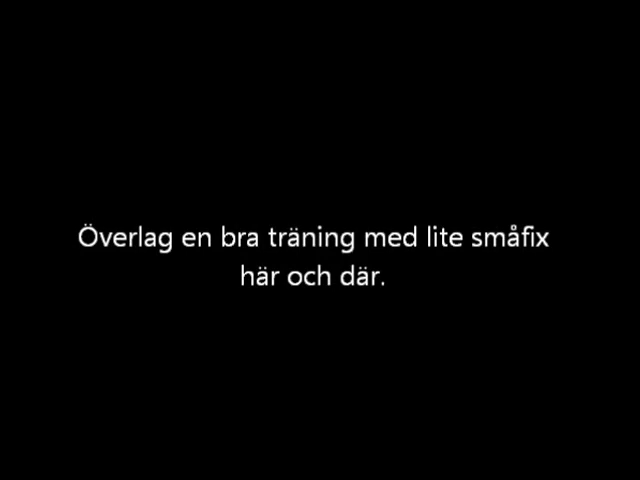 Överlag en bra träning med lite småfix
här och där.